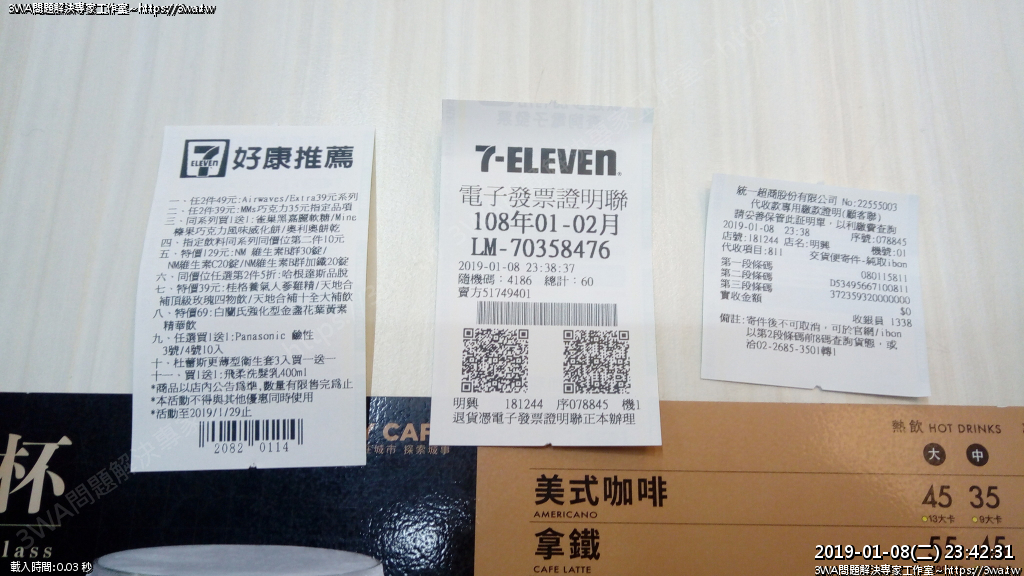 3WA問題解決專家工作室~https://3wa.tw
7-ELEVEN 好康推薦
一、任2件49元:Airwaves/Extra39元系列
二、任2件39元:MMs巧克力35元指定品項
三、同系列買1送1:雀巢黑嘉麗軟糖/Mine
榛果巧克力風味威化餅/奧利奧餅乾
四、指定飲料同系列同價位第二件10元
五、特價129元:NM 維生素B群30錠/
NM維生素C20錠/NM維生素B群加鐵20錠
六、同價位任選第2件5折:哈根達斯品脫
七、特價39元:桂格養氣人參雞精/天地合
補頂級玫瑰四物飲/天地合補十全大補飲
八、特價69:白蘭氏強化型金盞花葉黃素
精華飲
九、任選買1送1:Panasonic 鹼性
3號/4號10入
十、杜蕾斯更薄型衛生套3入買一送一
十一、買1送1:飛柔洗髮乳400ml
*商品以店內公告為準,數量有限售完為止
*本活動不得與其他優惠同時使用
*活動至2019/1/29止
2082 0114
7-ELEVEN
電子發票證明聯
108年01-02月
LM-70358476
2019-01-08 23:38:37
隨機碼:4186 總計:60
賣方51749401
明興 181244 序078845 機1
退貨憑電子發票證明聯正本辦理
統一超商股份有限公司 No:22555003
代收款專用繳款證明(顧客聯)
請妥善保管此証明單,以利繳費查詢
2019-01-08 23:38 序號:078845
店號:181244 店名:明興 機號:01
代收項目:811 交貨便寄件-純取ibon
第一段條碼 080115811
第二段條碼 D53495667100811
第三段條碼 372359320000000
實收金額 $0
收銀員 1338
備註:寄件後不可取消,可於官網/ibon
以第2段條碼前8碼查詢貨態,或
洽02-2685-3501轉1
杯
lass
Y CAF
在城市 探索城事
熱飲 HOT DRINKS
大 中
美式咖啡 45 35
AMERICANO 13大卡 9大卡
拿鐵 55 45
CAFE LATTE
載入時間:0.03 秒
2019-01-08(二) 23:42:31
3WA問題解決專家工作室~https://3wa.tw